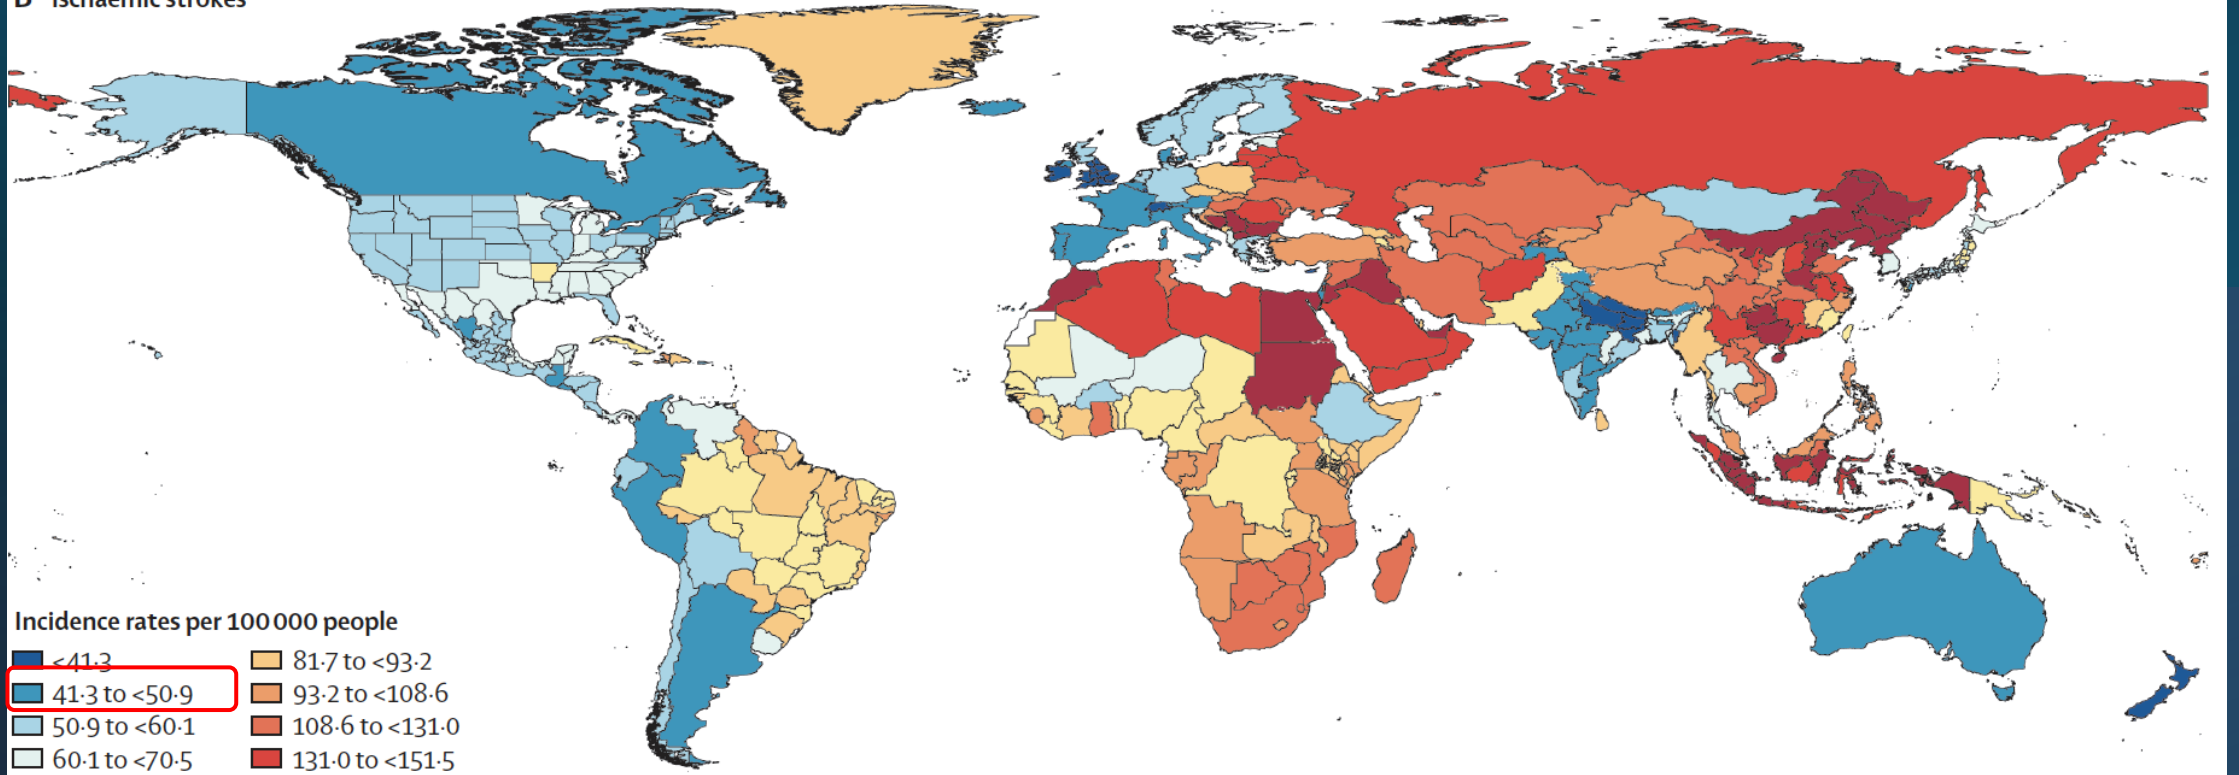 B Ischaemic strokes
Incidence rates per 100 000 people
<41·3
41·3 to <50·9
50·9 to <60·1
60·1 to <70·5
81·7 to <93·2
93·2 to <108·6
108·6 to <131·0
131·0 to <151·5